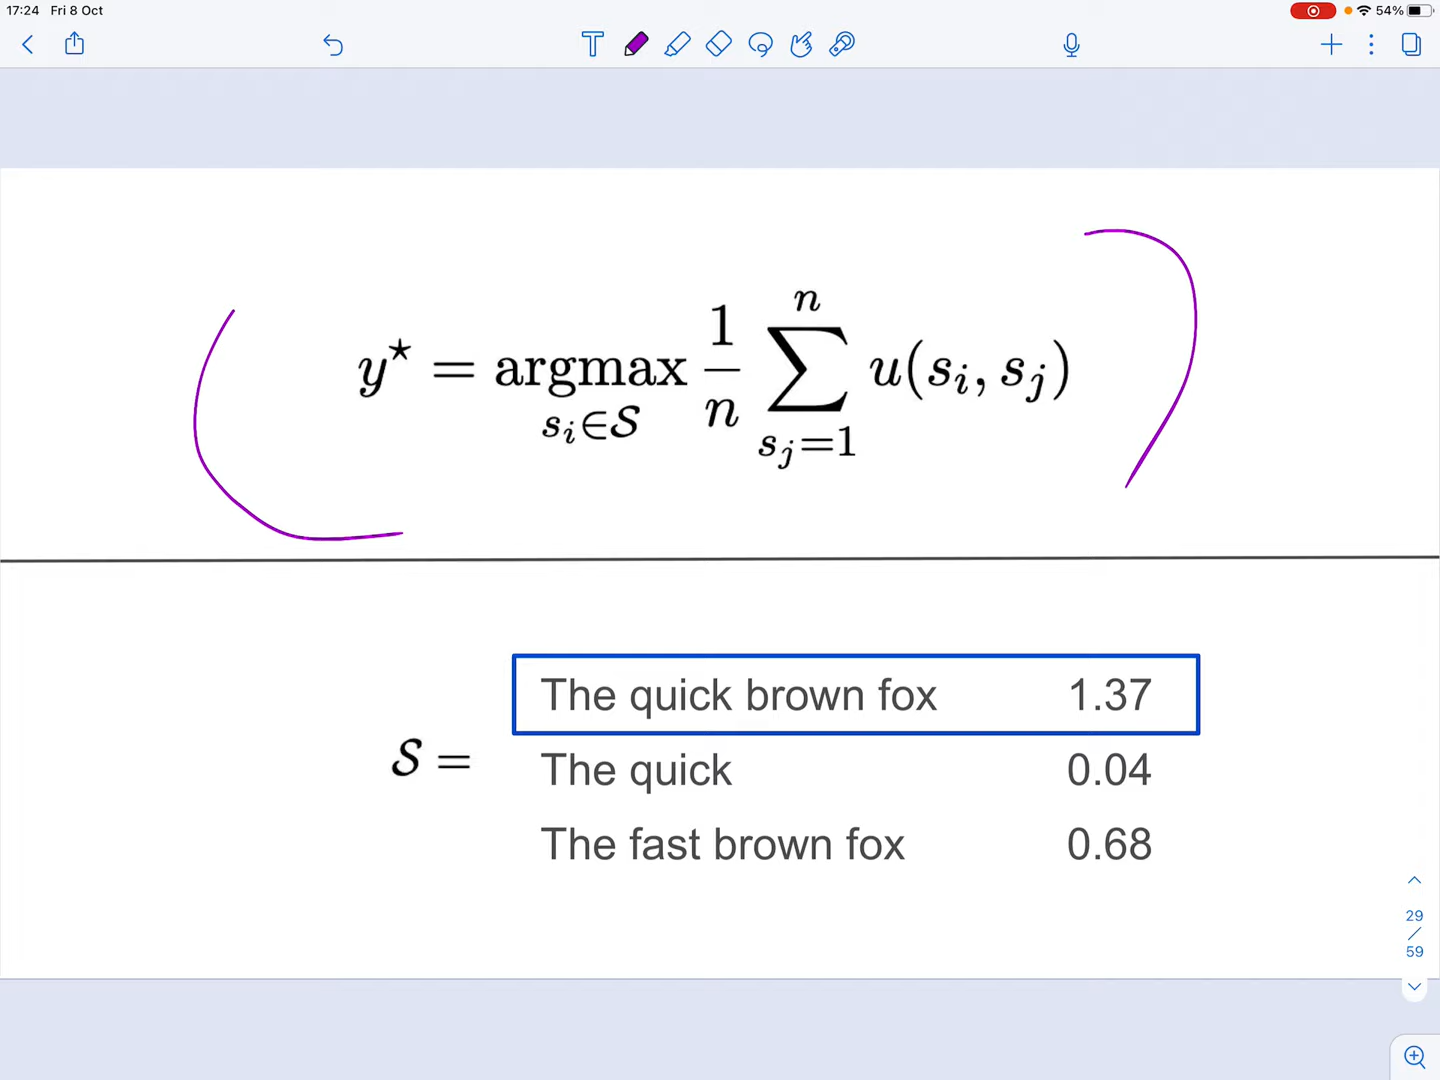 17:24 Fri 8 Oct 54%
T
y⋆ = argmax_{s_i∈𝒮} 1/n ∑_{s_j=1}^{n} u(s_i, s_j)
The quick brown fox 1.37
𝒮 = The quick 0.04
The fast brown fox 0.68
29
/
59